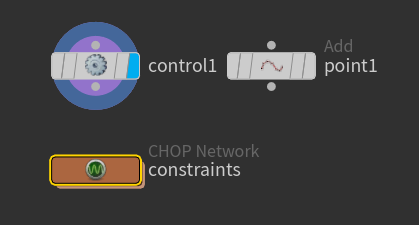 control1
Add
point1
CHOP Network
constraints